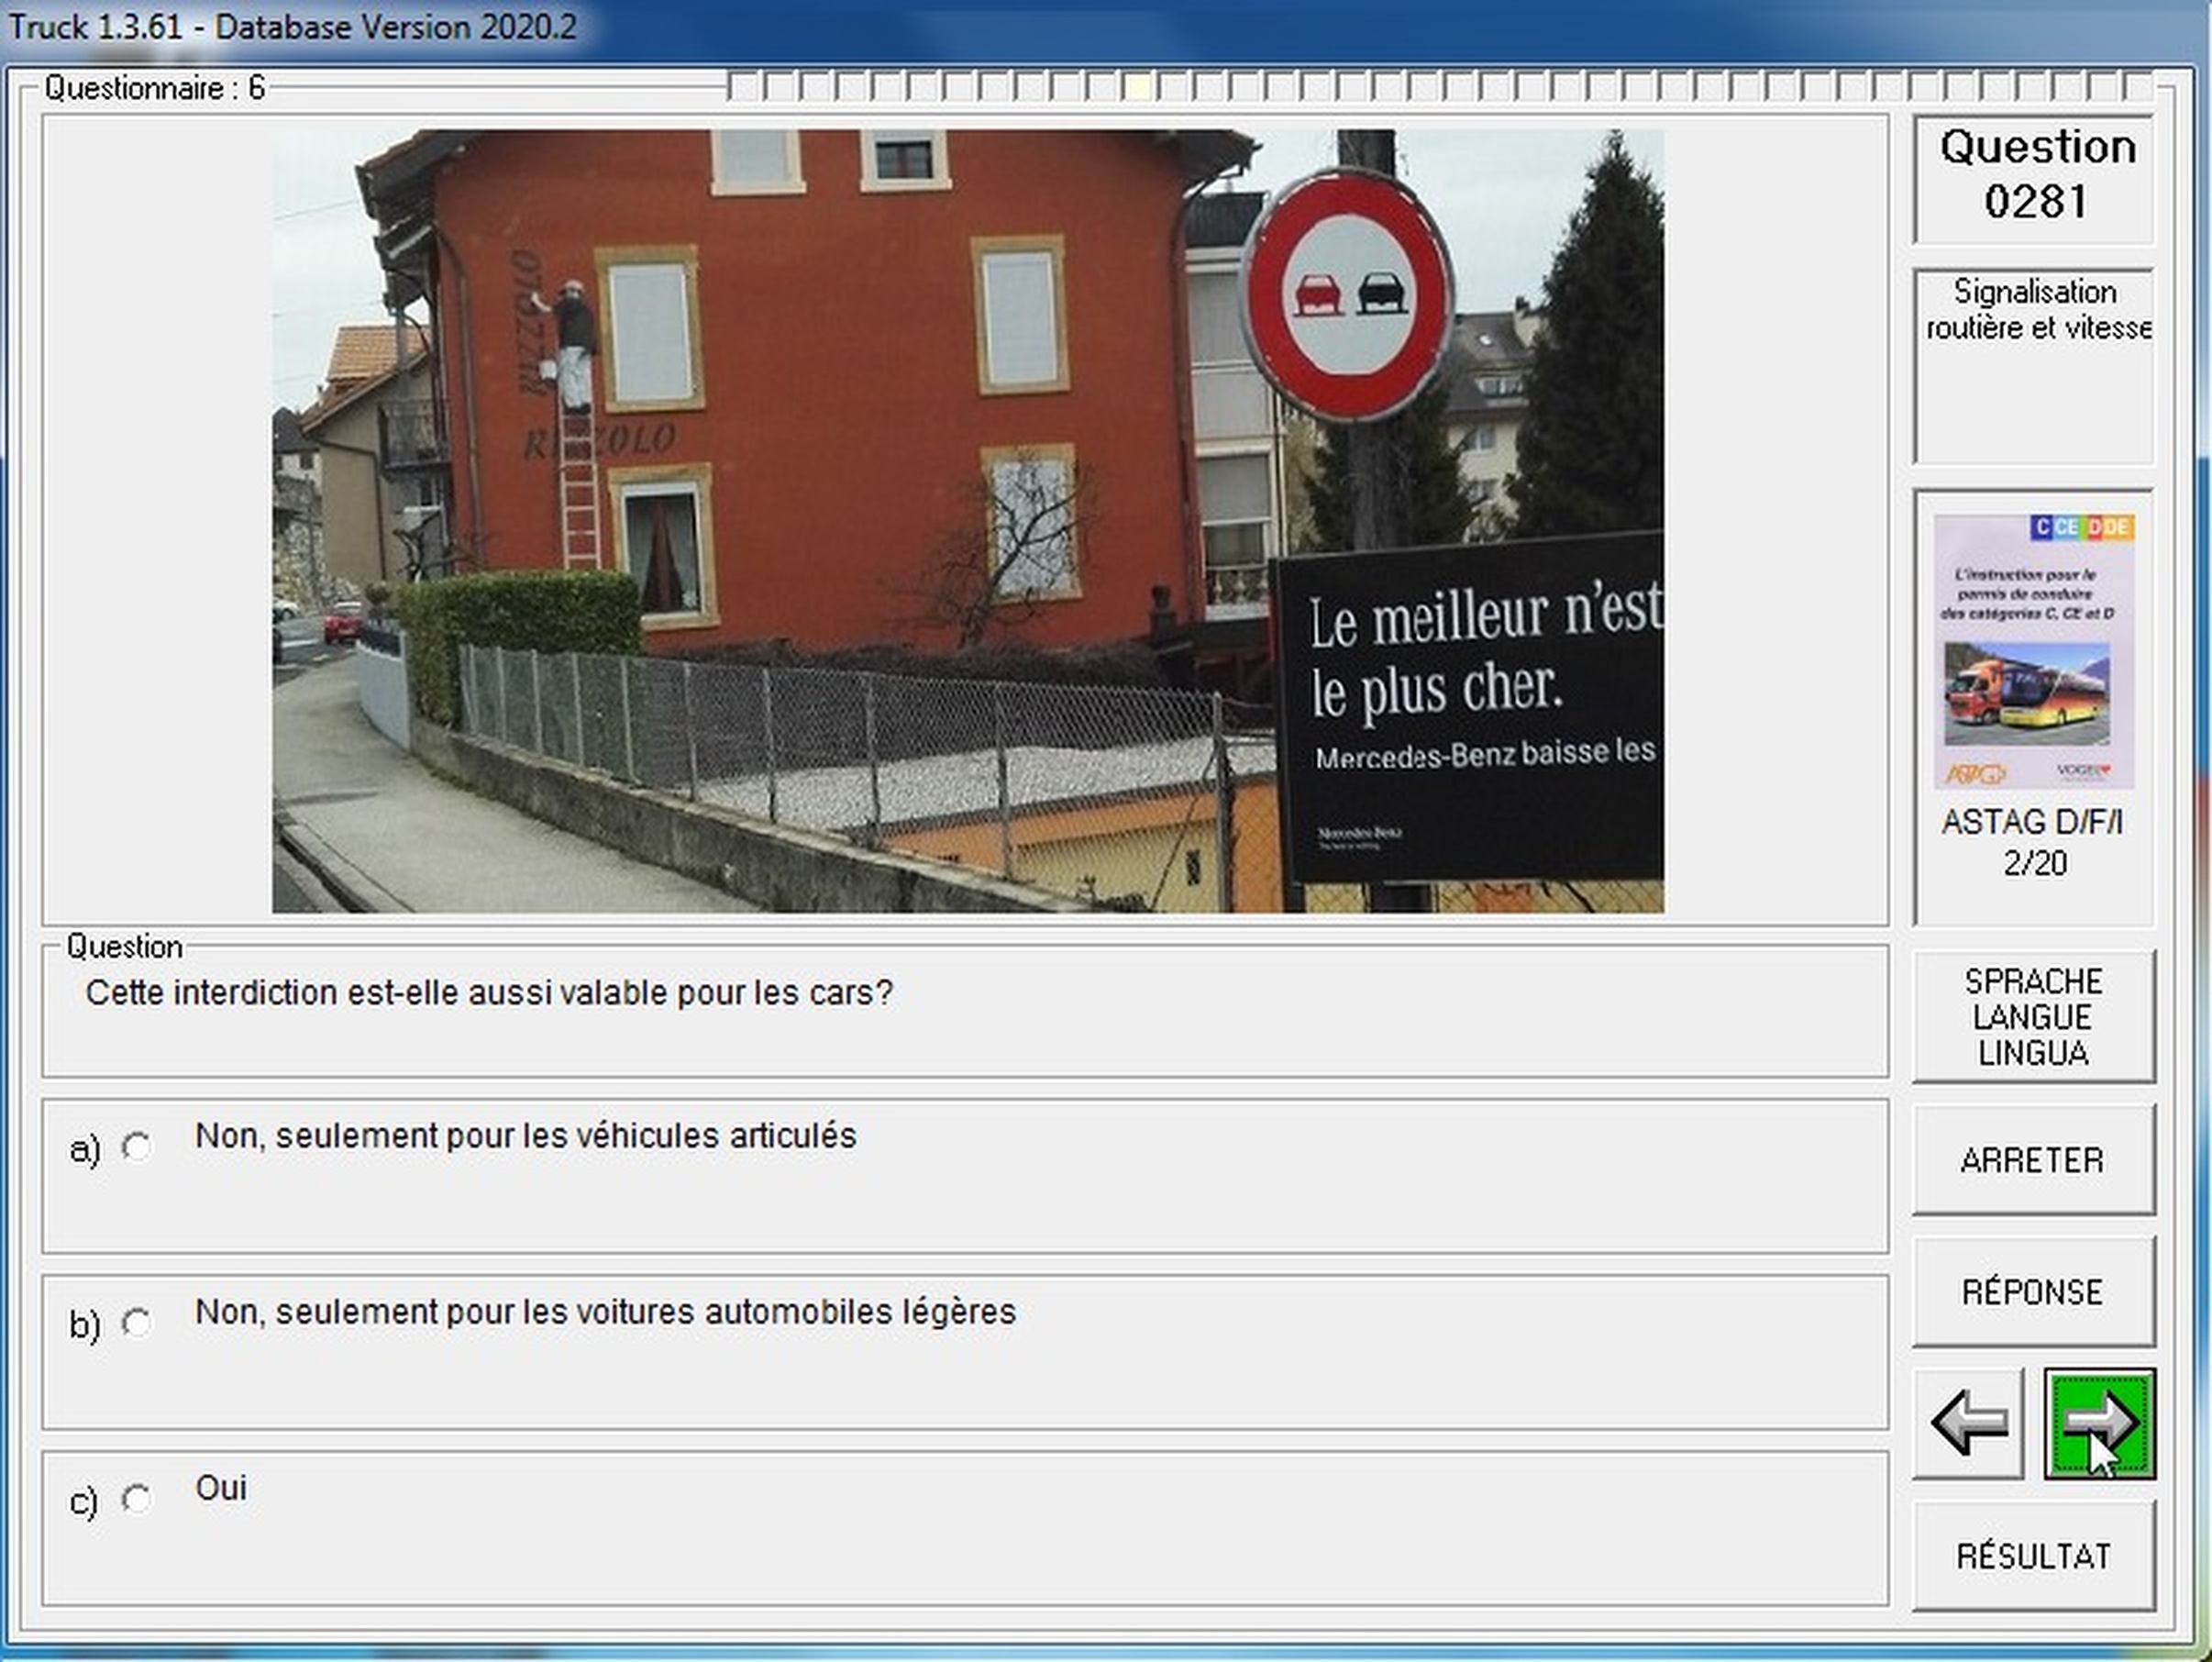 Truck 1.3.61 - Database Version 2020.2
Questionnaire : 6
Question
0281
Signalisation
routière et vitesse
RIZZOLO
RIZZOLO
Le meilleur n'est
le plus cher.
Mercedes-Benz baisse les
Mercedes-Benz
C CE D DE
L'instruction pour le
permis de conduire
des catégories C, CE et D
ASTAG
VOGEL
ASTAG D/F/I
2/20
Question
Cette interdiction est-elle aussi valable pour les cars?
a) Non, seulement pour les véhicules articulés
b) Non, seulement pour les voitures automobiles légères
c) Oui
SPRACHE
LANGUE
LINGUA
ARRETER
RÉPONSE
RÉSULTAT